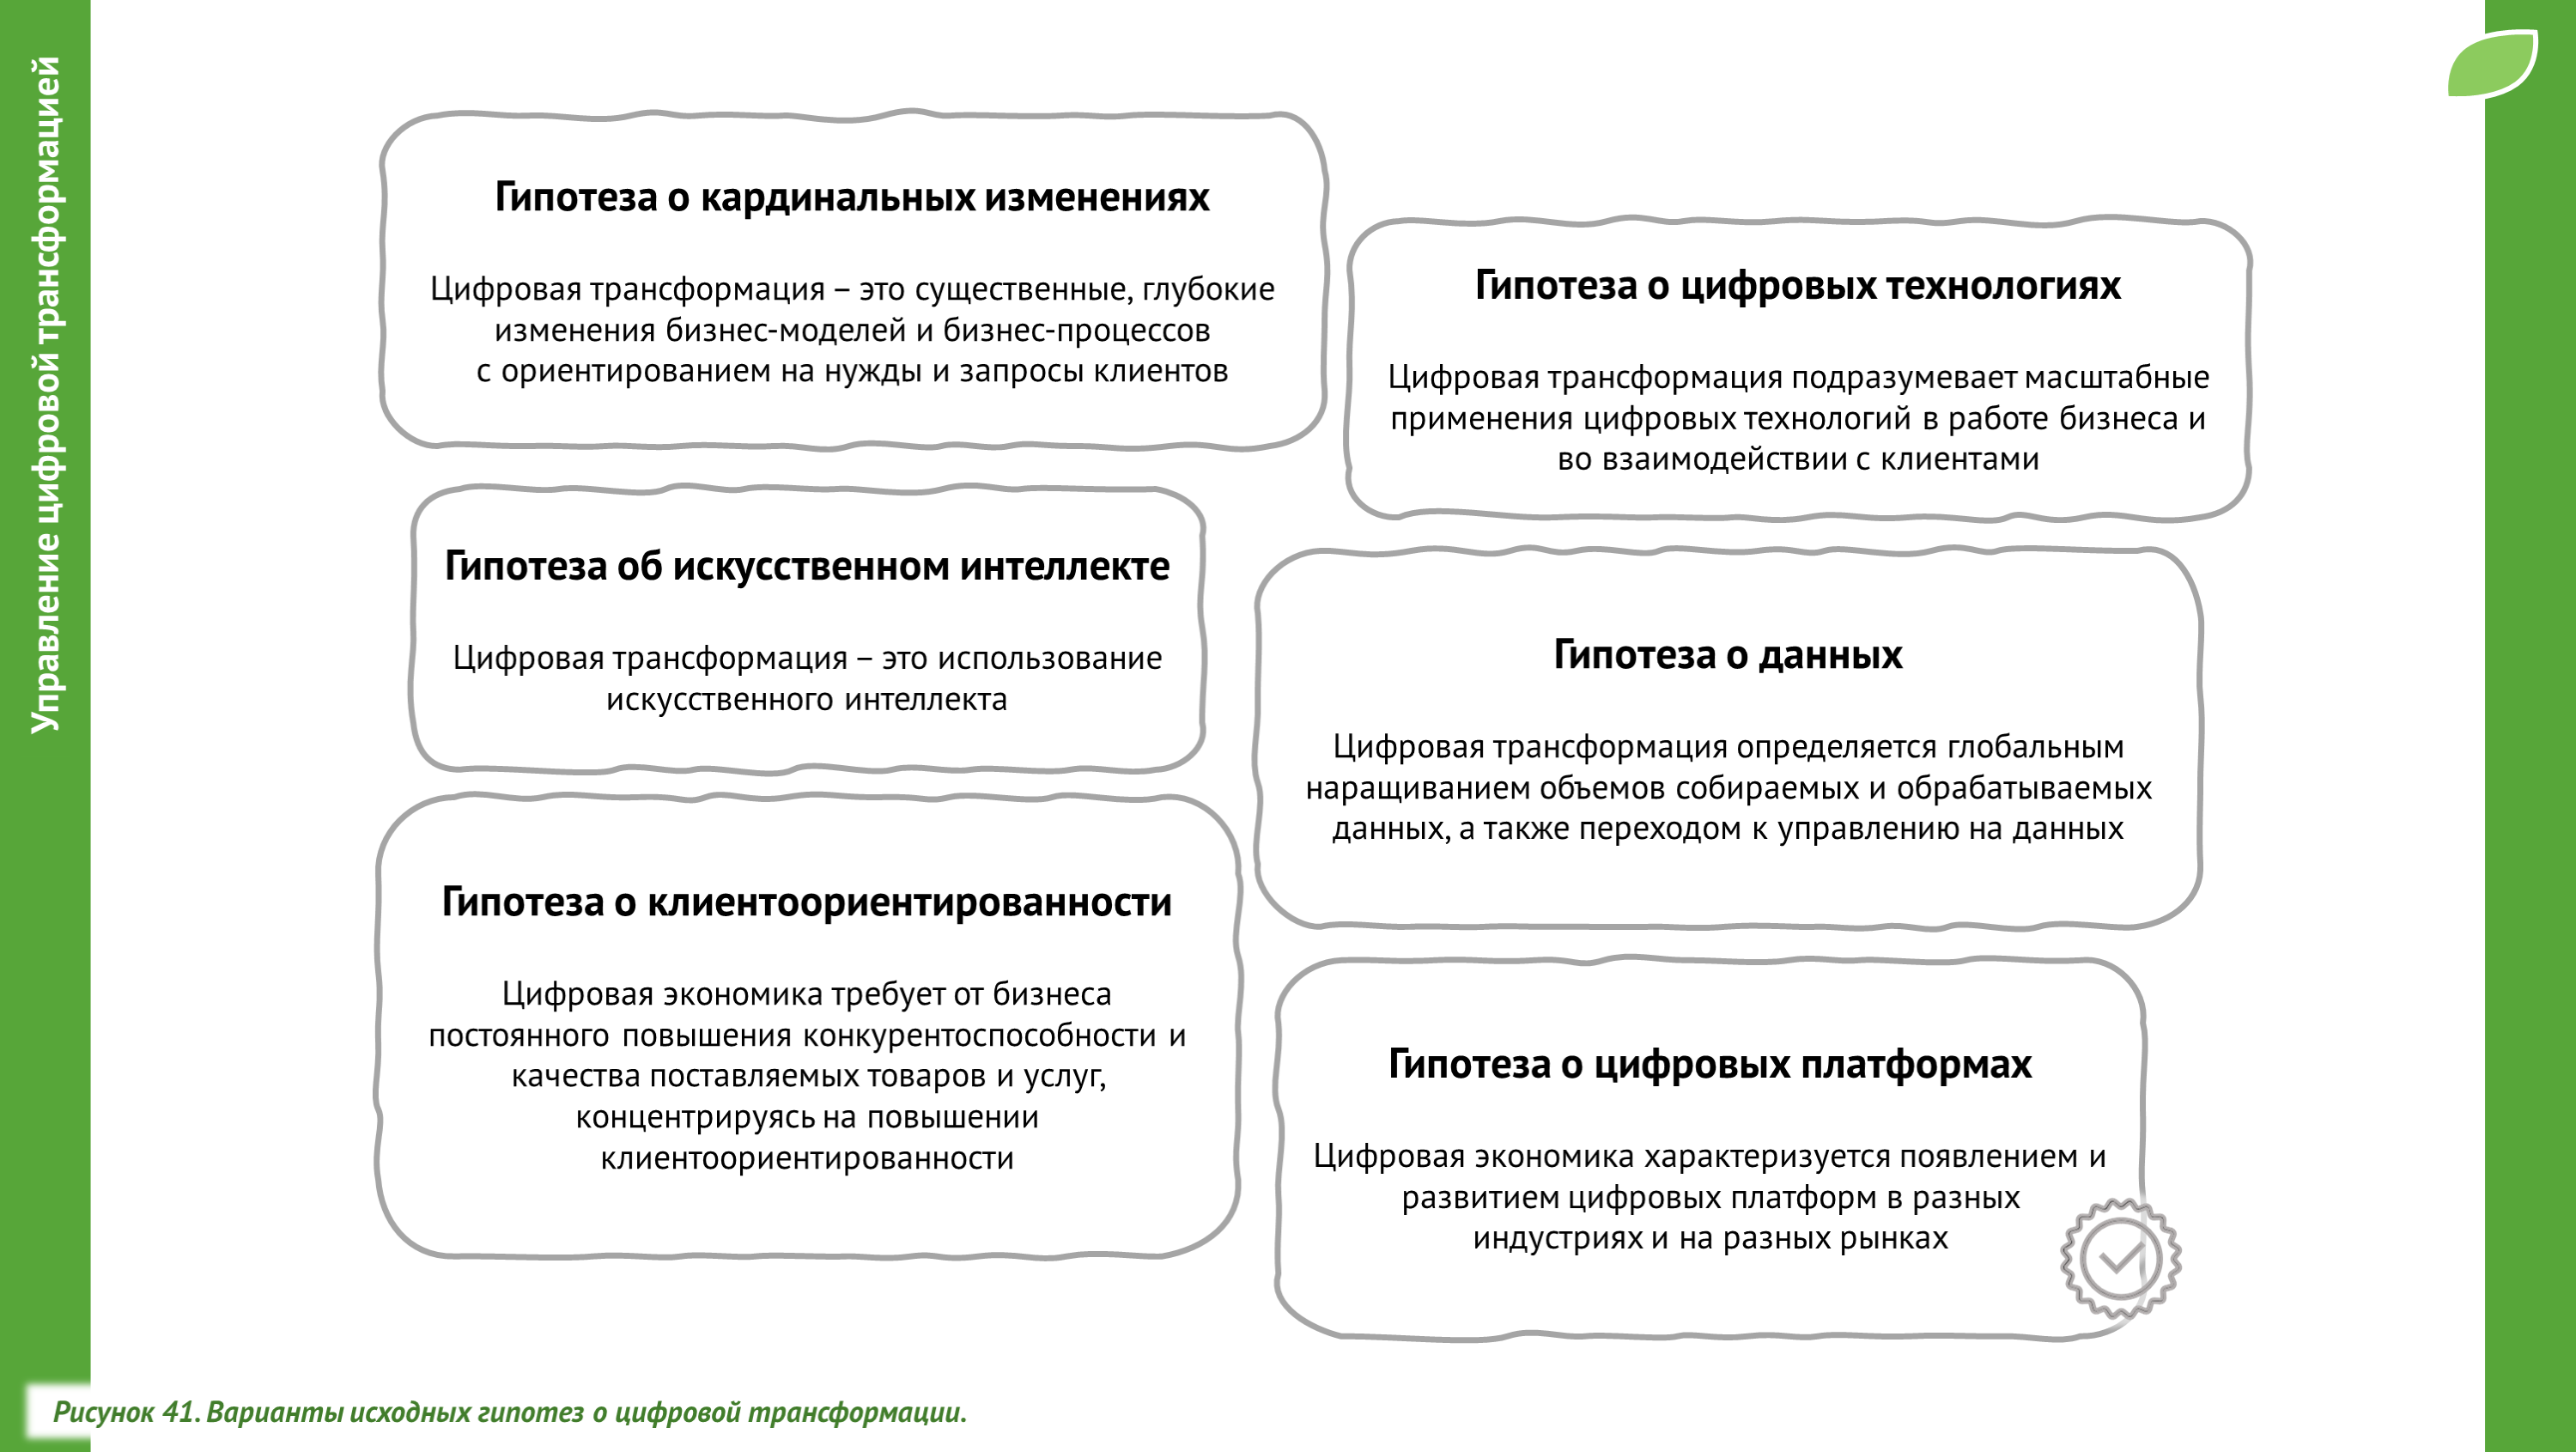 Управление цифровой трансформацией
Гипотеза о кардинальных изменениях
Цифровая трансформация – это существенные, глубокие
изменения бизнес-моделей и бизнес-процессов
с ориентированием на нужды и запросы клиентов
Гипотеза о цифровых технологиях
Цифровая трансформация подразумевает масштабные
применения цифровых технологий в работе бизнеса и
во взаимодействии с клиентами
Гипотеза об искусственном интеллекте
Цифровая трансформация – это использование
искусственного интеллекта
Гипотеза о данных
Цифровая трансформация определяется глобальным
наращиванием объемов собираемых и обрабатываемых
данных, а также переходом к управлению на данных
Гипотеза о клиентоориентированности
Цифровая экономика требует от бизнеса
постоянного повышения конкурентоспособности и
качества поставляемых товаров и услуг,
концентрируясь на повышении
клиентоориентированности
Гипотеза о цифровых платформах
Цифровая экономика характеризуется появлением и
развитием цифровых платформ в разных
индустриях и на разных рынках
Рисунок 41. Варианты исходных гипотез о цифровой трансформации.